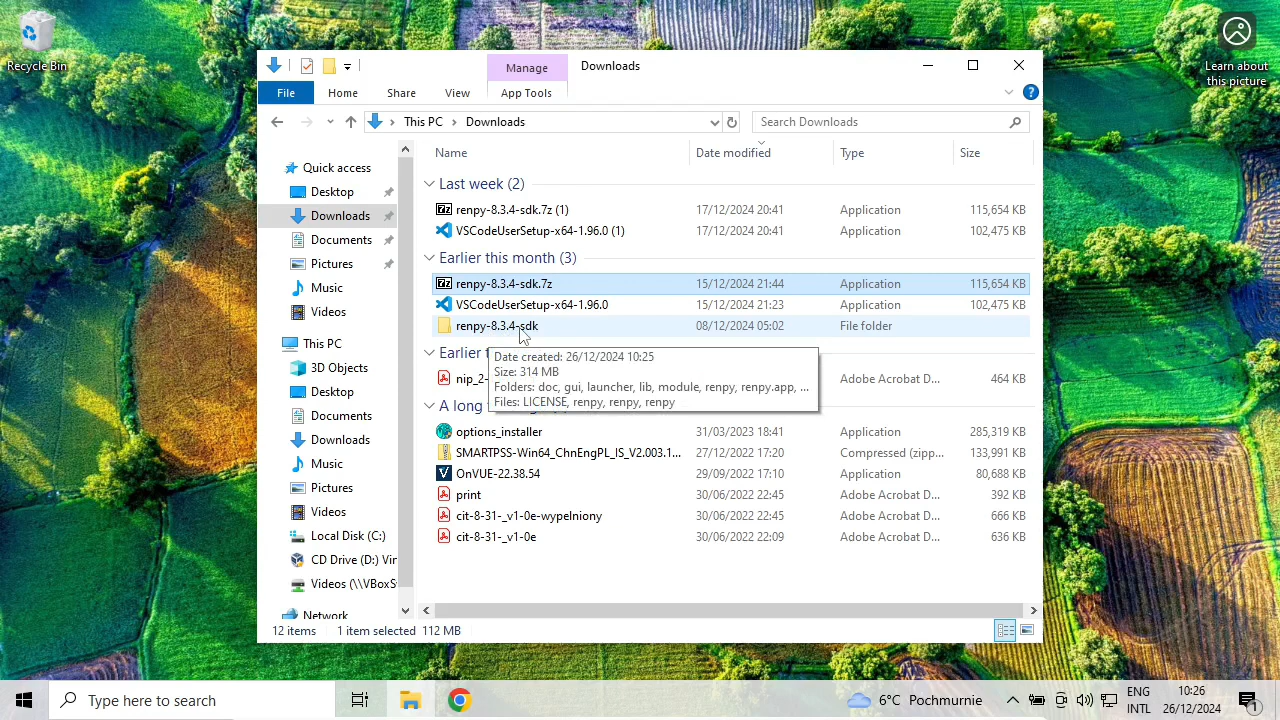 Recycle Bin
Learn about
this picture
Manage
Downloads
File
Home
Share
View
App Tools
This PC
Downloads
Search Downloads
Name
Date modified
Type
Size
Quick access
Desktop
Downloads
Documents
Pictures
Music
Videos
This PC
3D Objects
Desktop
Documents
Downloads
Music
Pictures
Videos
Local Disk (C:)
CD Drive (D:) Vir
Videos (\\VBoxS
Network
Last week (2)
renpy-8.3.4-sdk.7z (1) 17/12/2024 20:41 Application 115,654 KB
VSCodeUserSetup-x64-1.96.0 (1) 17/12/2024 20:41 Application 102,475 KB
Earlier this month (3)
renpy-8.3.4-sdk.7z 15/12/2024 21:44 Application 115,654 KB
VSCodeUserSetup-x64-1.96.0 15/12/2024 21:23 Application 102,475 KB
renpy-8.3.4-sdk 08/12/2024 05:02 File folder
Earlier
Date created: 26/12/2024 10:25
Size: 314 MB
Folders: doc, gui, launcher, lib, module, renpy, renpy.app, ...
Files: LICENSE, renpy, renpy, renpy
nip_2- Adobe Acrobat D... 464 KB
A long
options_installer 31/03/2023 18:41 Application 285,319 KB
SMARTPSS-Win64_ChnEngPL_IS_V2.003.1... 27/12/2022 17:20 Compressed (zipp... 133,991 KB
OnVUE-22.38.54 29/09/2022 17:10 Application 80,688 KB
print 30/06/2022 22:45 Adobe Acrobat D... 392 KB
cit-8-31-_v1-0e-wypelniony 30/06/2022 22:45 Adobe Acrobat D... 666 KB
cit-8-31-_v1-0e 30/06/2022 22:09 Adobe Acrobat D... 636 KB
12 items 1 item selected 112 MB
Type here to search
6°C Pochmurnie
ENG
INTL
10:26
26/12/2024
1